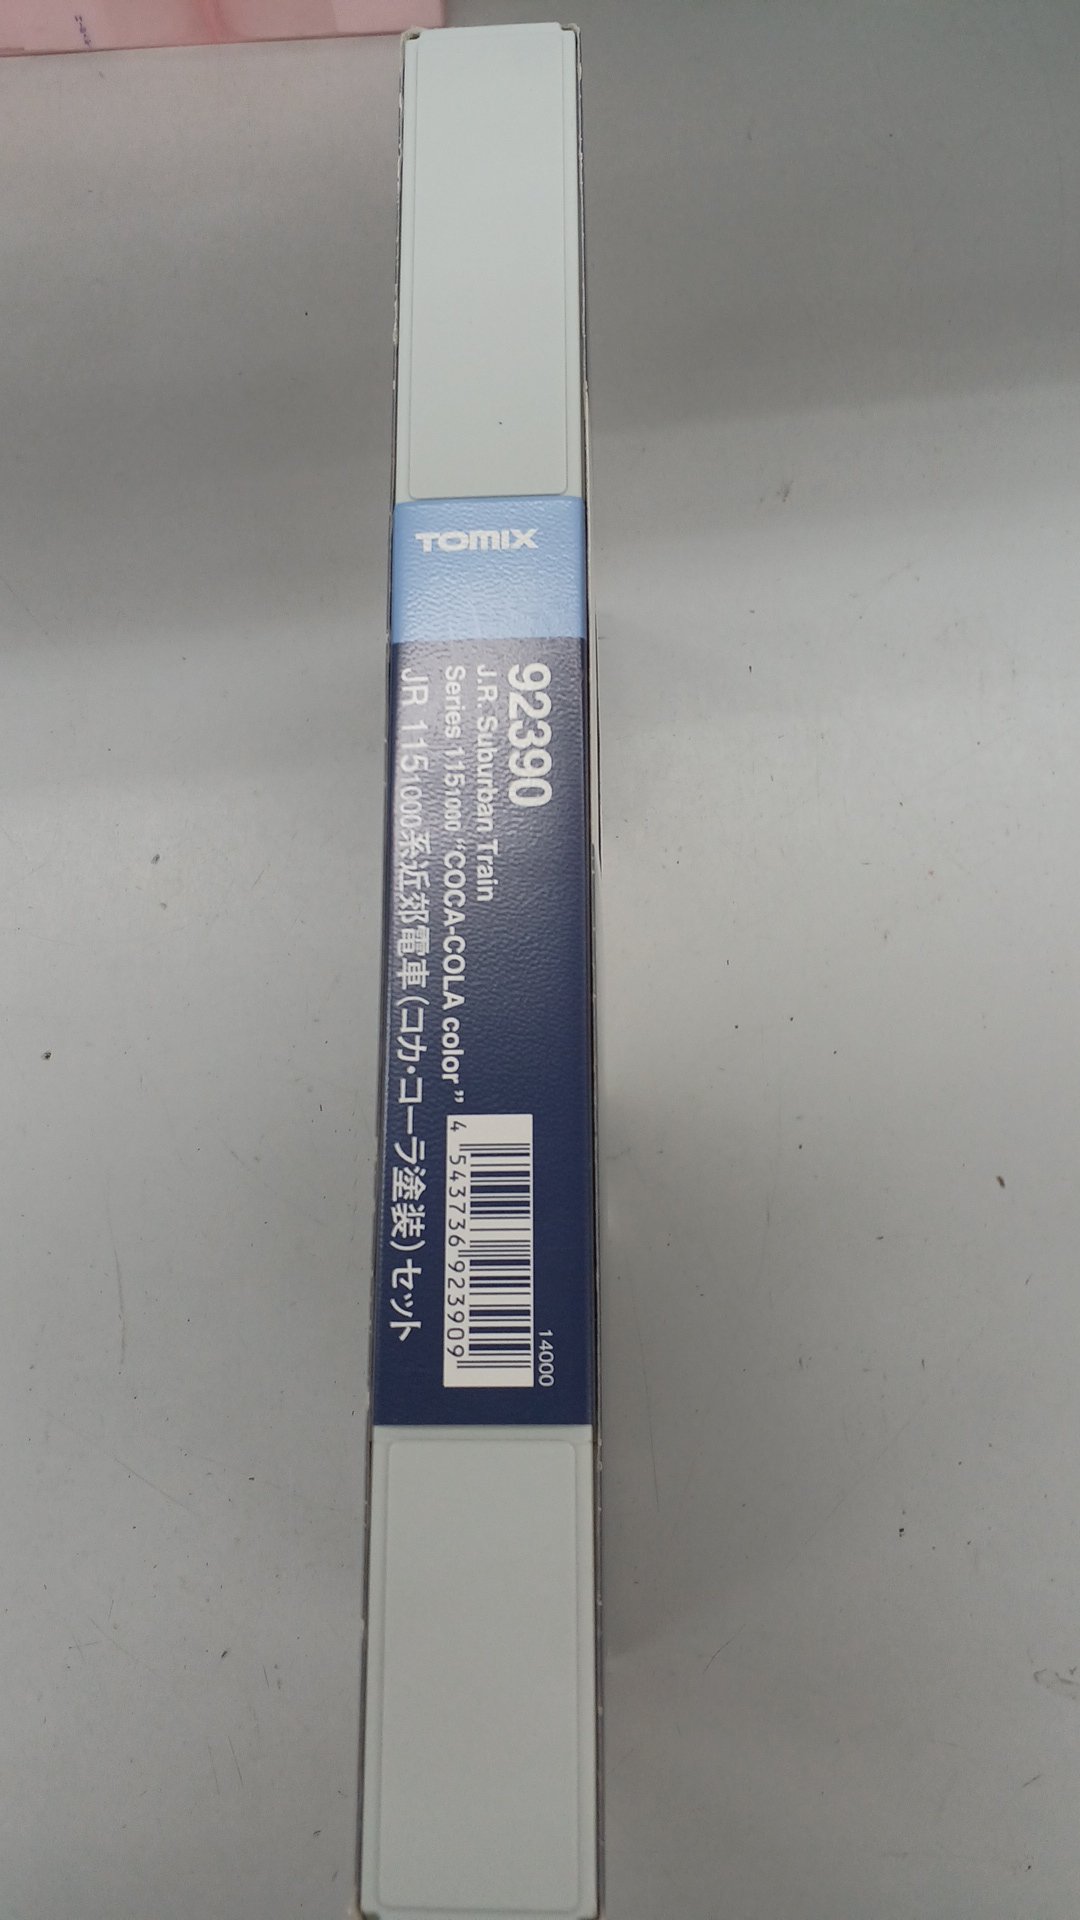 TOMIX
92390
J.R. Suburban Train
Series 115 1000 “COCA-COLA color”
JR 115 1000系近郊電車(コカ・コーラ塗装)セット
14000
4 543736 923909